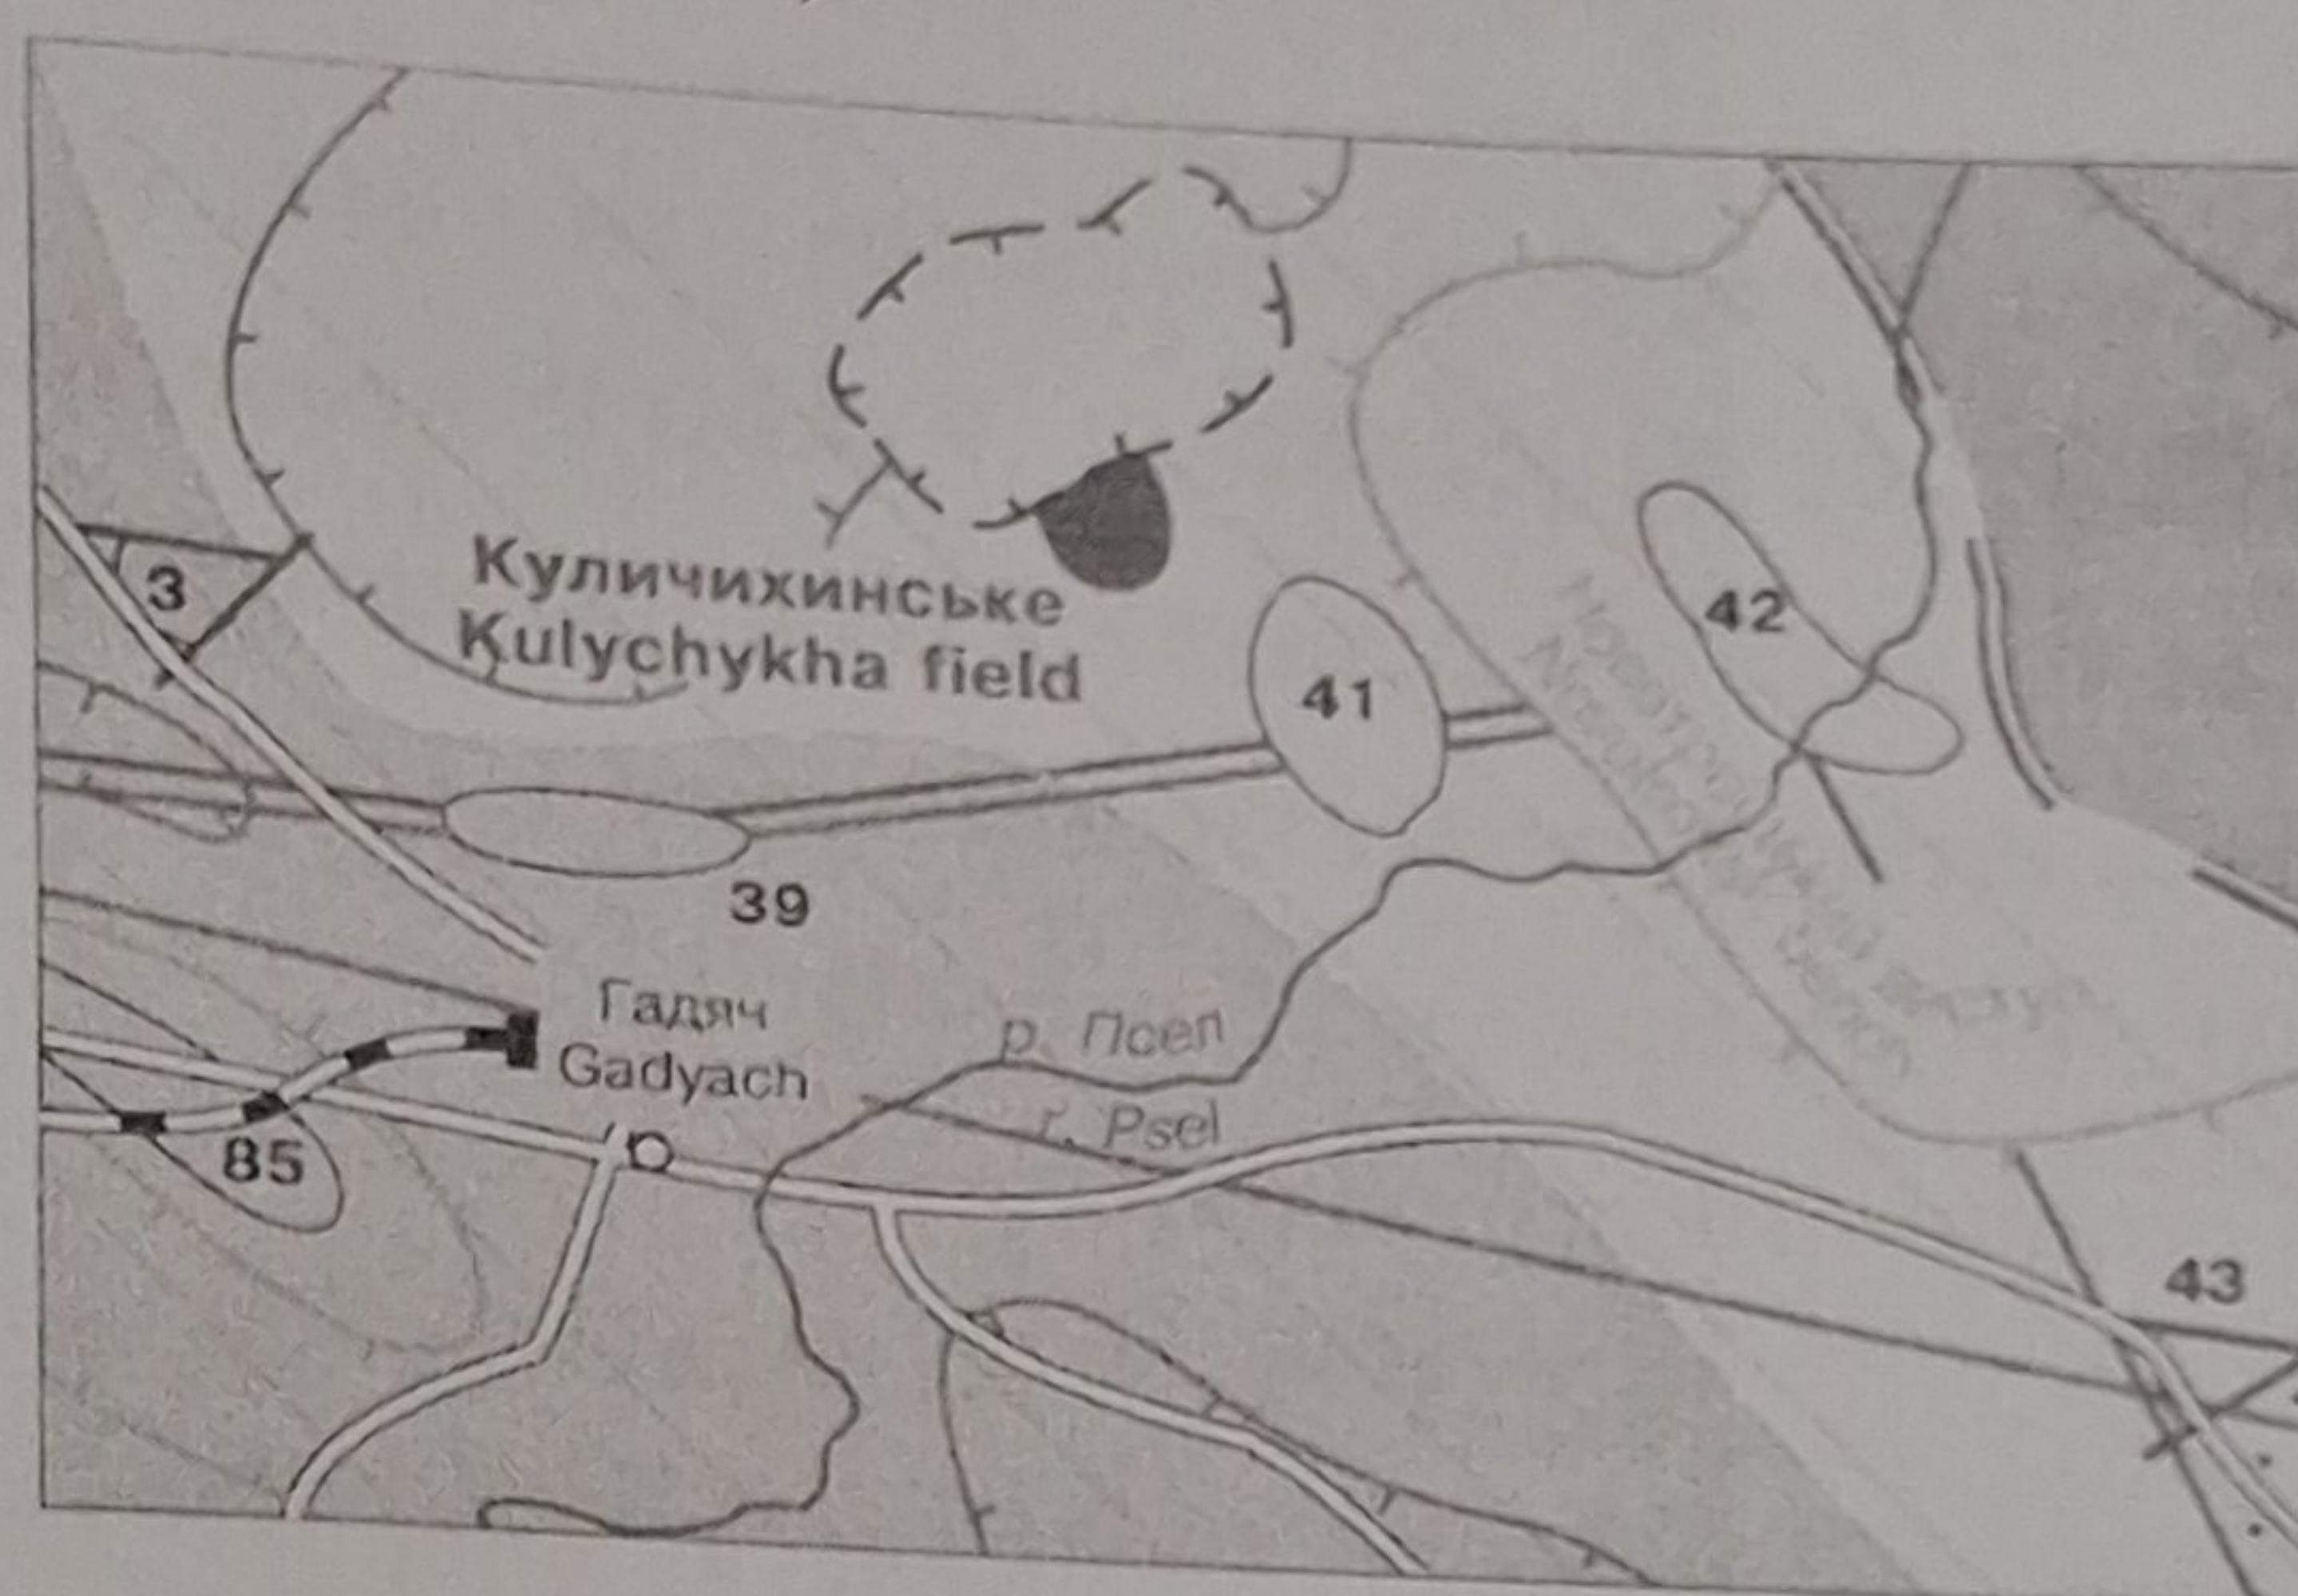 3
Куличихинське
Kulychykha field
41
42
39
Гадяч
Gadyach
р. Псел
r. Psel
85
43